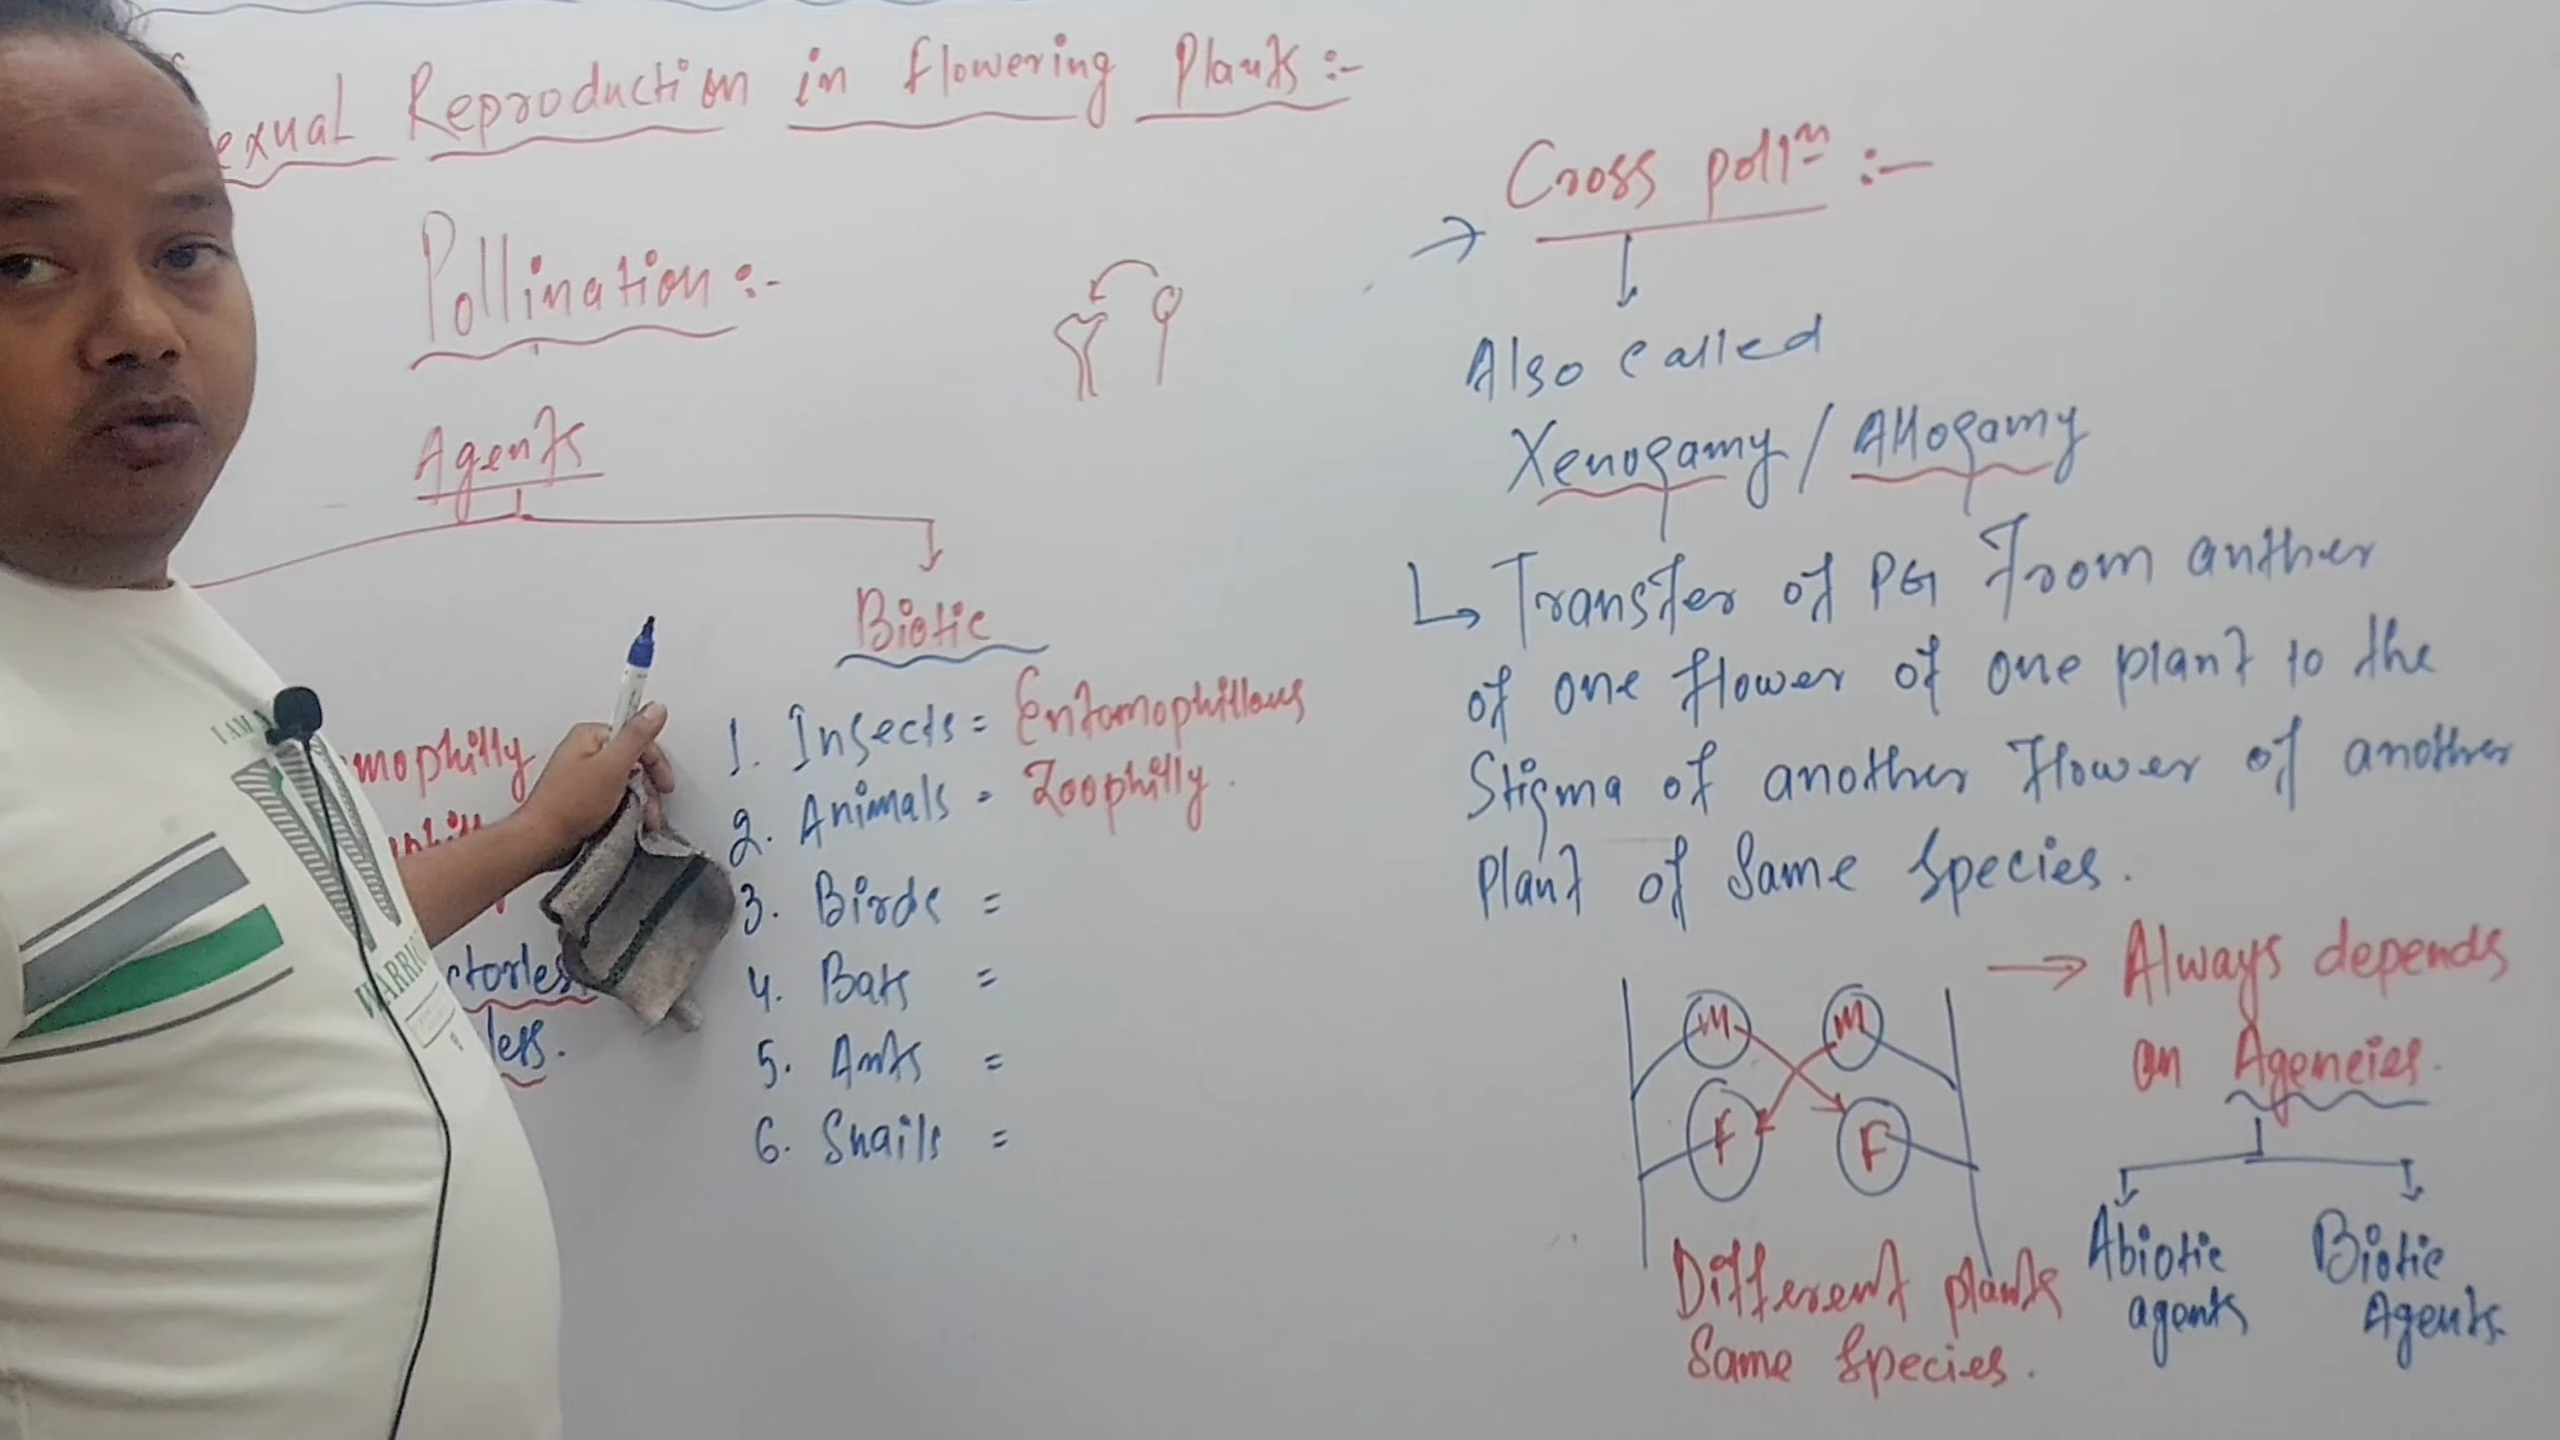 exual Reproduction in flowering Plants :-
Pollination :-
Agents
Biotic
mophilly
1. Insects = Entomophillous
2. Animals = Zoophilly.
3. Birds =
4. Bats =
5. Ants =
6. Snails =
less.
I AM
WARRIO
Cross pollⁿ :-
Also called
Xenogamy / Allogamy
Transfer of PG From anther
of one flower of one plant to the
Stigma of another Flower of another
Plant of Same Species.
M M
F F
Different plants
Same Species.
Always depends
on Agencies.
Abiotic
agents
Biotic
Agents.